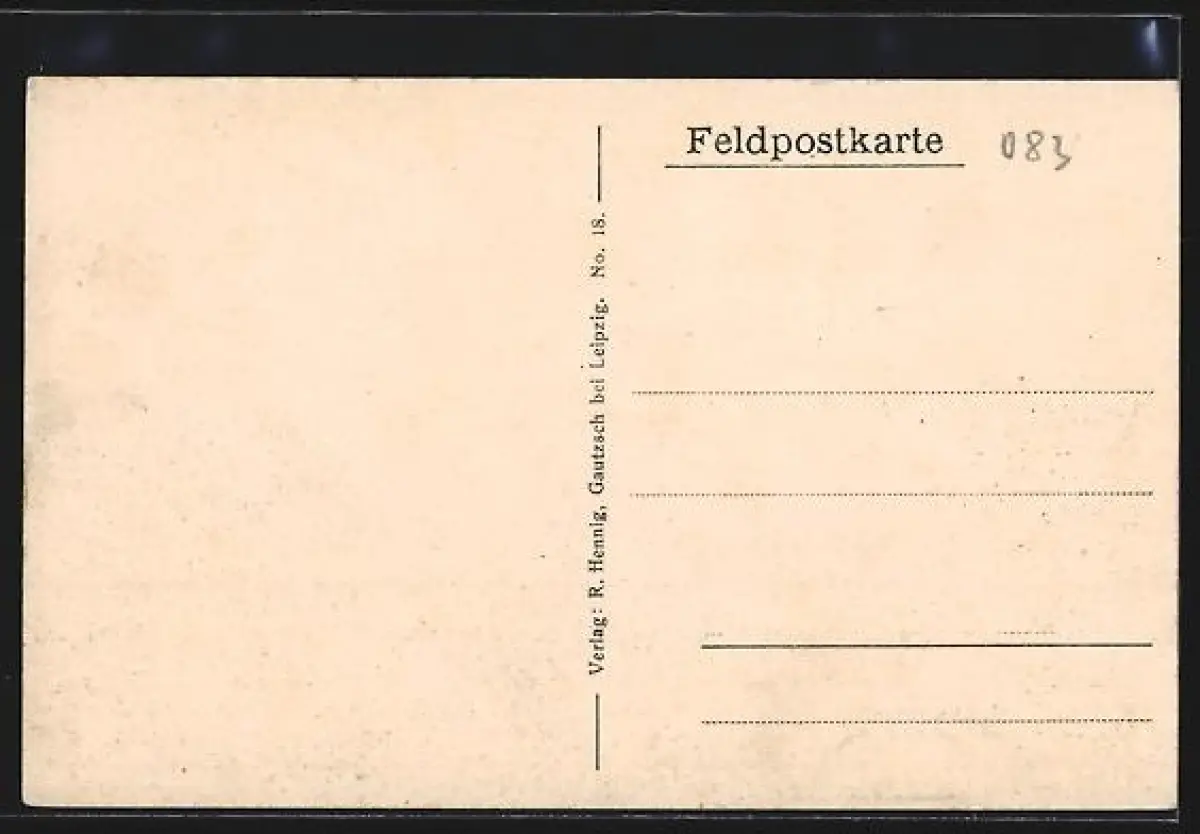 Feldpostkarte
083
Verlag: R. Hennig, Gautzsch bei Leipzig. No. 18.